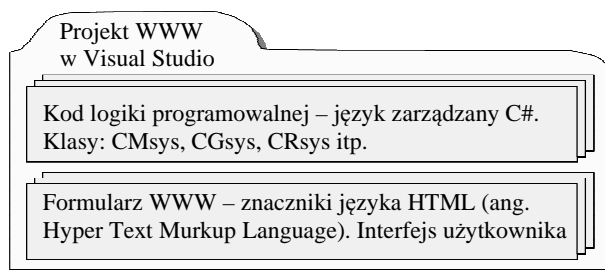 Projekt WWW
w Visual Studio
Kod logiki programowalnej – język zarządzany C#.
Klasy: CMsys, CGsys, CRsys itp.
Formularz WWW – znaczniki języka HTML (ang.
Hyper Text Murkup Language). Interfejs użytkownika